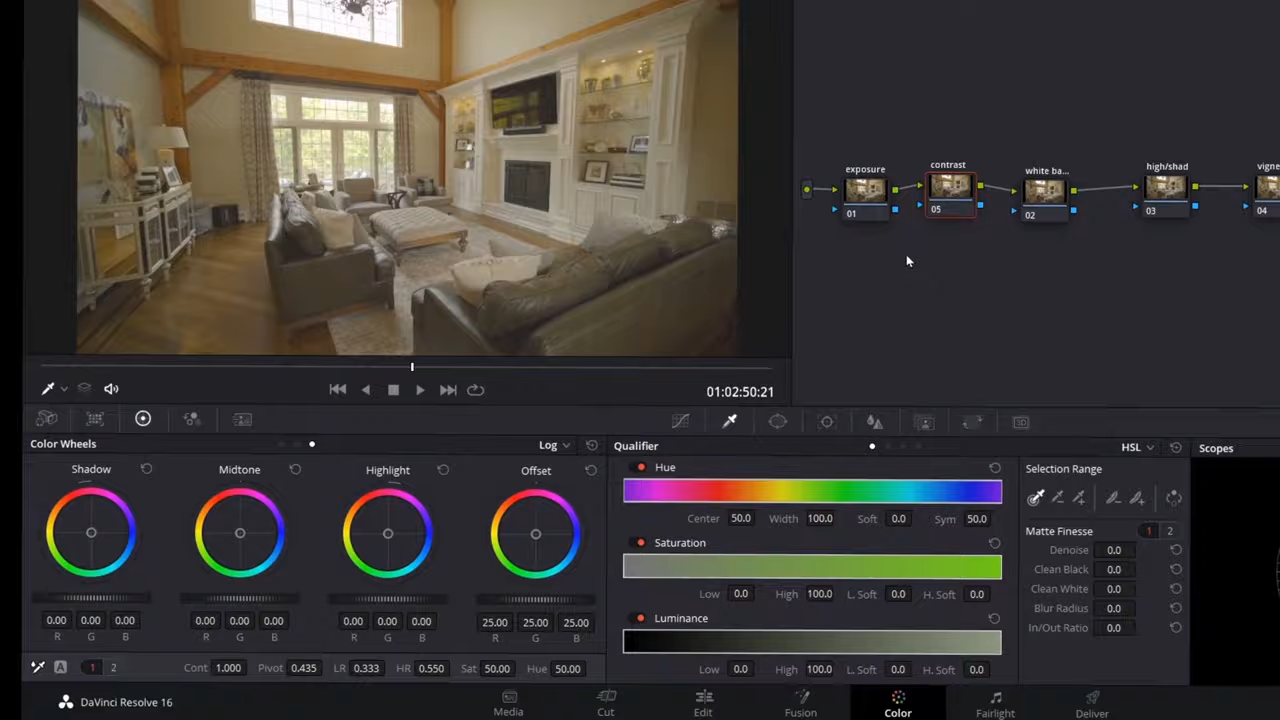 exposure
contrast
white ba...
high/shad
01
05
02
03
04
01:02:50:21
Color Wheels
Log
Shadow
Midtone
Highlight
Offset
0.00 0.00 0.00
0.00 0.00 0.00
0.00 0.00 0.00
25.00 25.00 25.00
R G B
R G B
R G B
R G B
A 1 2 Cont 1.000 Pivot 0.435 LR 0.333 HR 0.550 Sat 50.00 Hue 50.00
Qualifier
HSL
Hue
Center 50.0 Width 100.0 Soft 0.0 Sym 50.0
Saturation
Low 0.0 High 100.0 L. Soft 0.0 H. Soft 0.0
Luminance
Low 0.0 High 100.0 L. Soft 0.0 H. Soft 0.0
Selection Range
Matte Finesse 1 2
Denoise 0.0
Clean Black 0.0
Clean White 0.0
Blur Radius 0.0
In/Out Ratio 0.0
Scopes
DaVinci Resolve 16
Media Cut Edit Fusion Color Fairlight Deliver